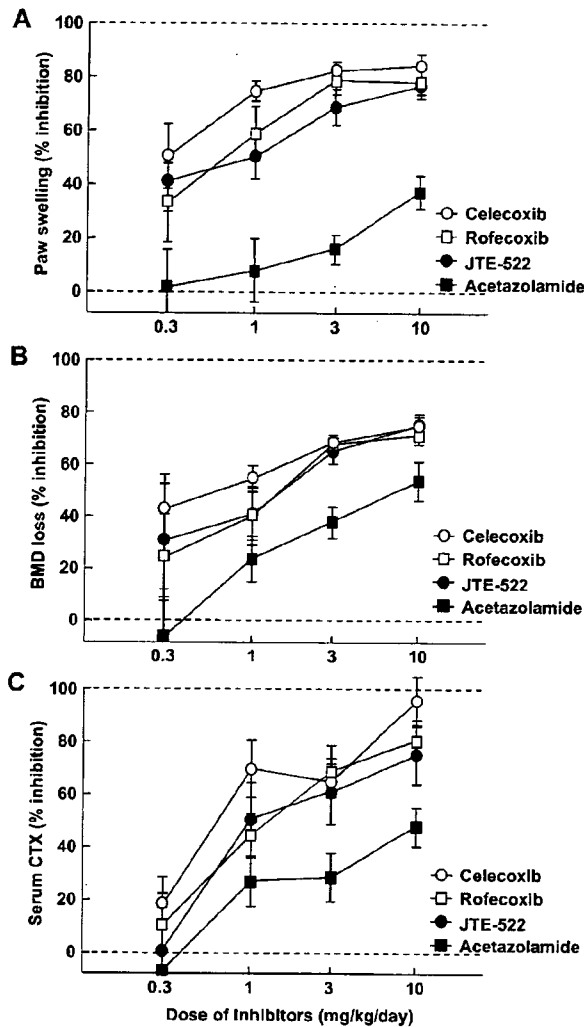 A
100
80
60
40
20
0
Paw swelling (% inhibition)
Celecoxib
Rofecoxib
JTE-522
Acetazolamide
0.3 1 3 10
B
100
80
60
40
20
0
BMD loss (% inhibition)
Celecoxib
Rofecoxib
JTE-522
Acetazolamide
0.3 1 3 10
C
100
80
60
40
20
0
Serum CTX (% inhibition)
Celecoxib
Rofecoxib
JTE-522
Acetazolamide
0.3 1 3 10
Dose of Inhibitors (mg/kg/day)